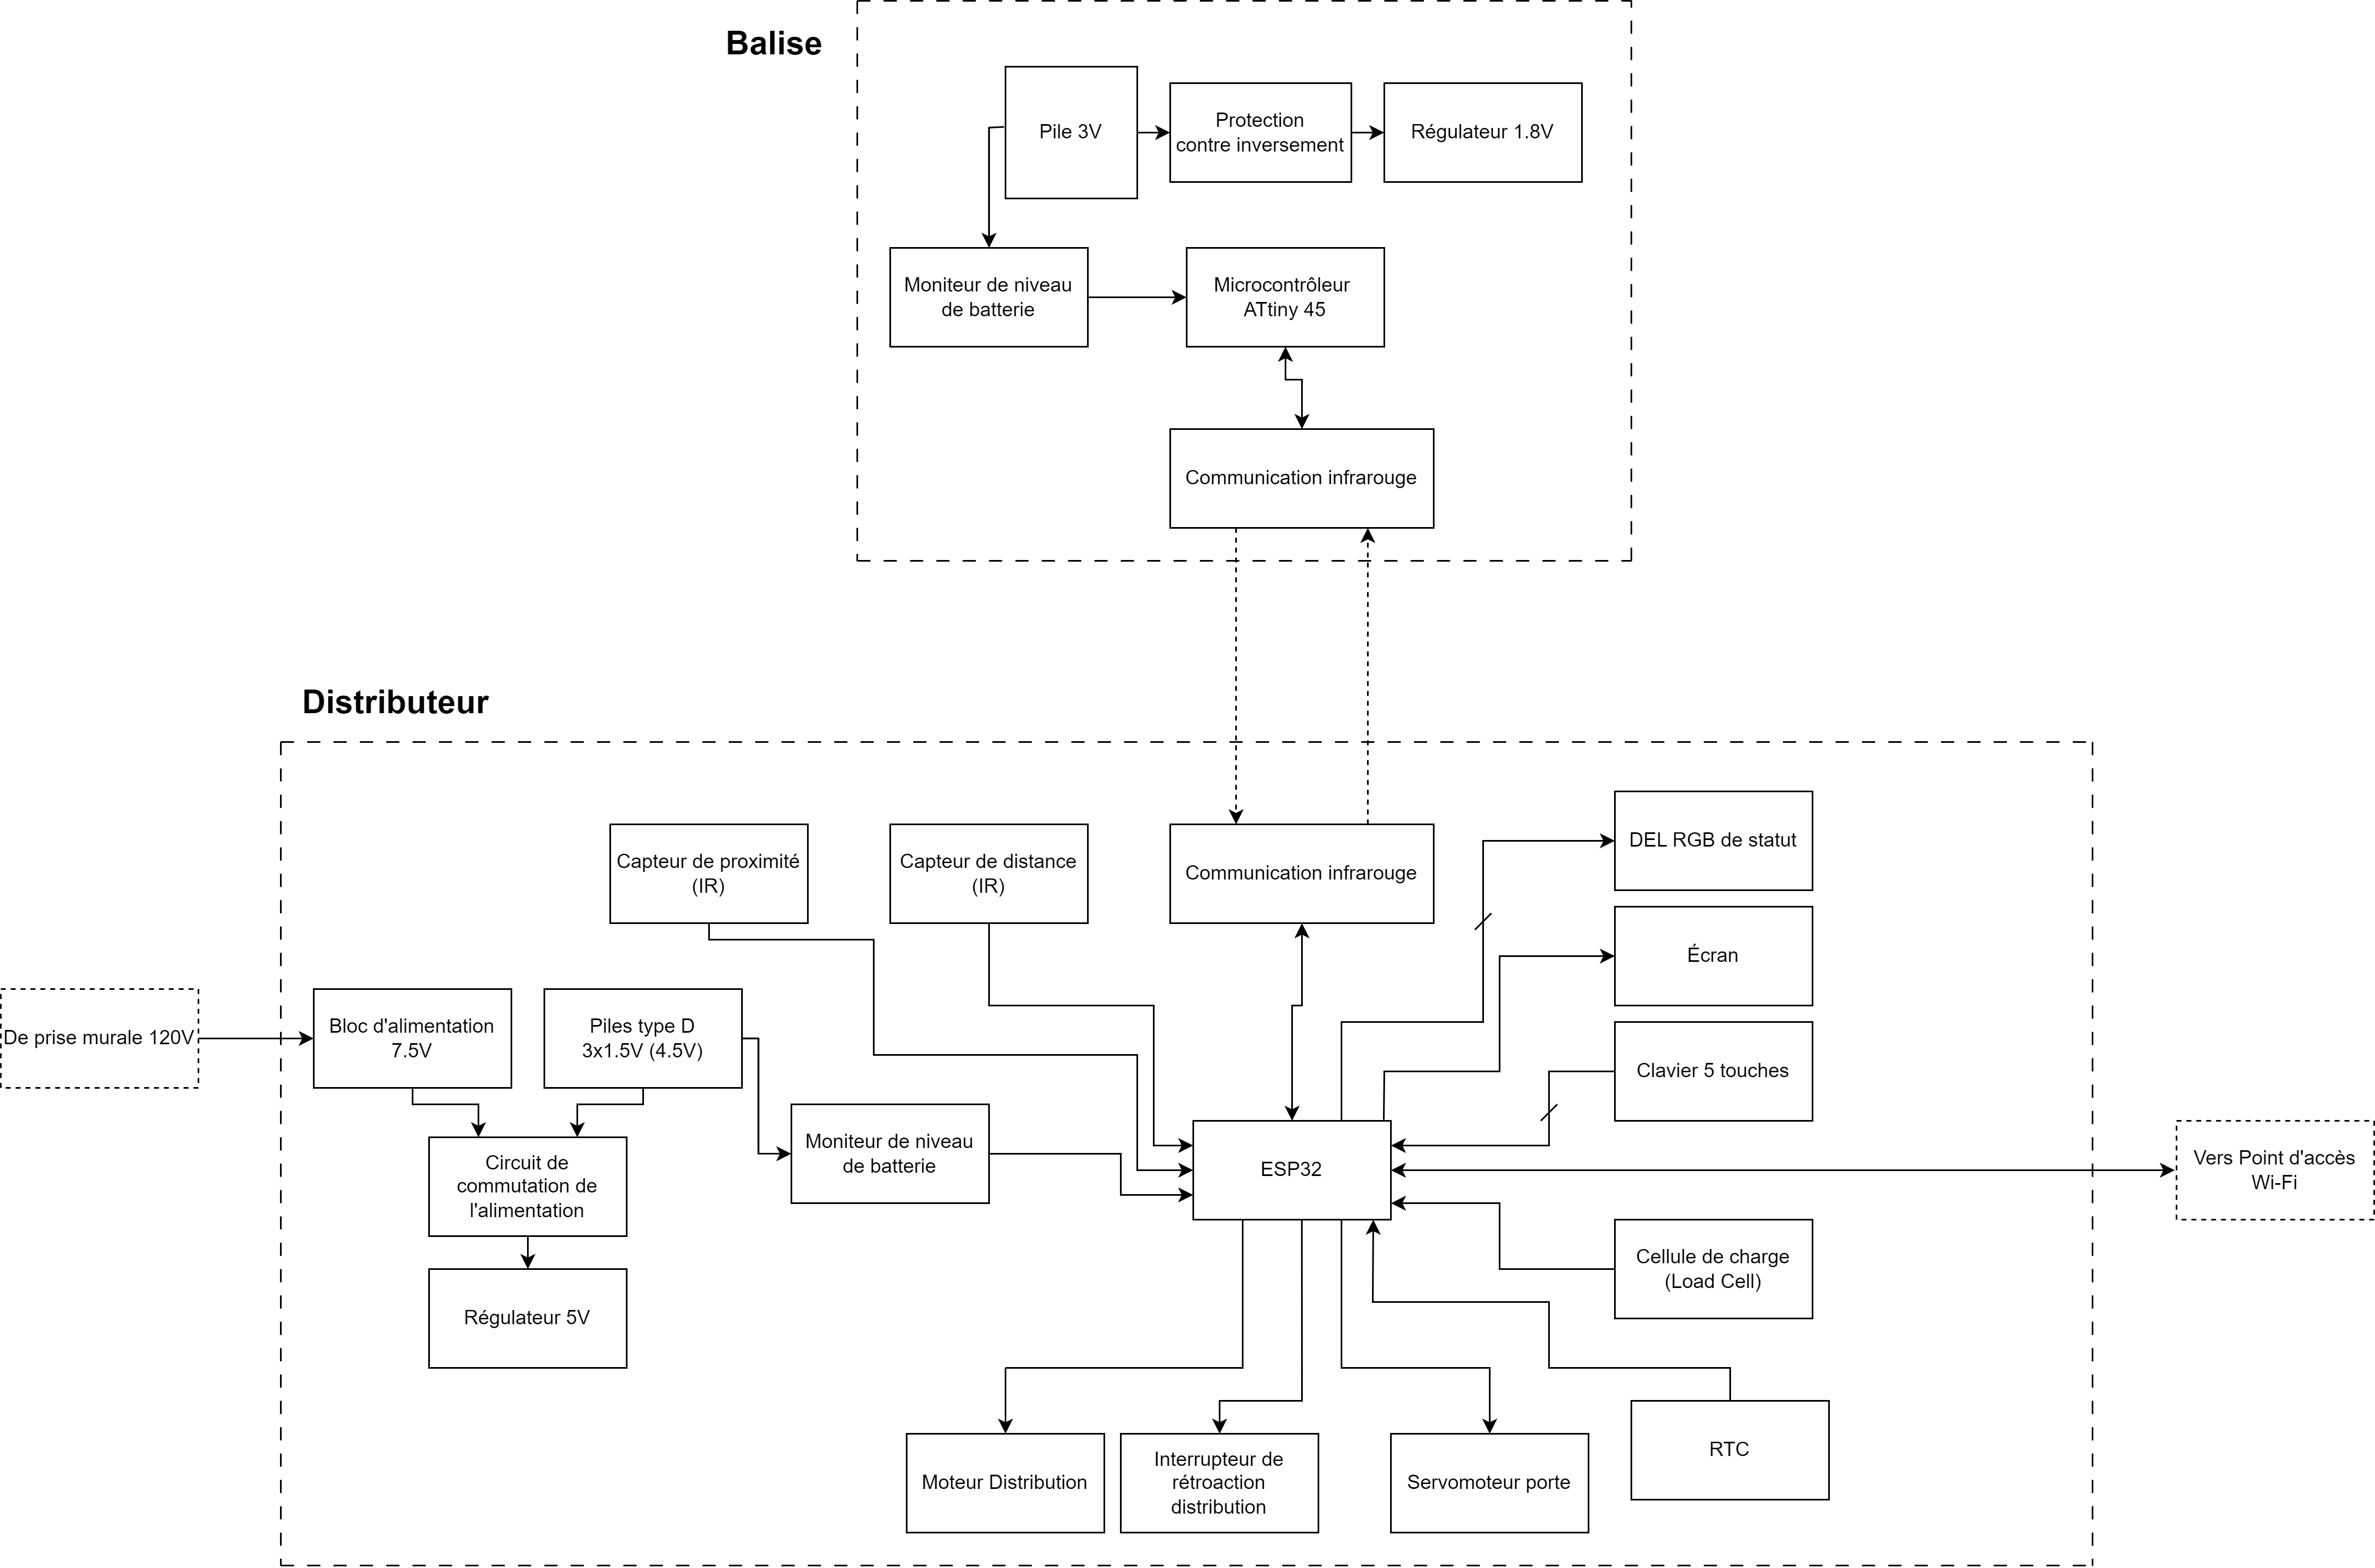 Balise
Pile 3V
Protection
contre inversement
Régulateur 1.8V
Moniteur de niveau
de batterie
Microcontrôleur
ATtiny 45
Communication infrarouge
Distributeur
DEL RGB de statut
Capteur de proximité
(IR)
Capteur de distance
(IR)
Communication infrarouge
Écran
De prise murale 120V
Bloc d'alimentation
7.5V
Piles type D
3x1.5V (4.5V)
Clavier 5 touches
Moniteur de niveau
de batterie
Circuit de
commutation de
l'alimentation
ESP32
Vers Point d'accès
Wi-Fi
Cellule de charge
(Load Cell)
Régulateur 5V
Moteur Distribution
Interrupteur de
rétroaction
distribution
Servomoteur porte
RTC